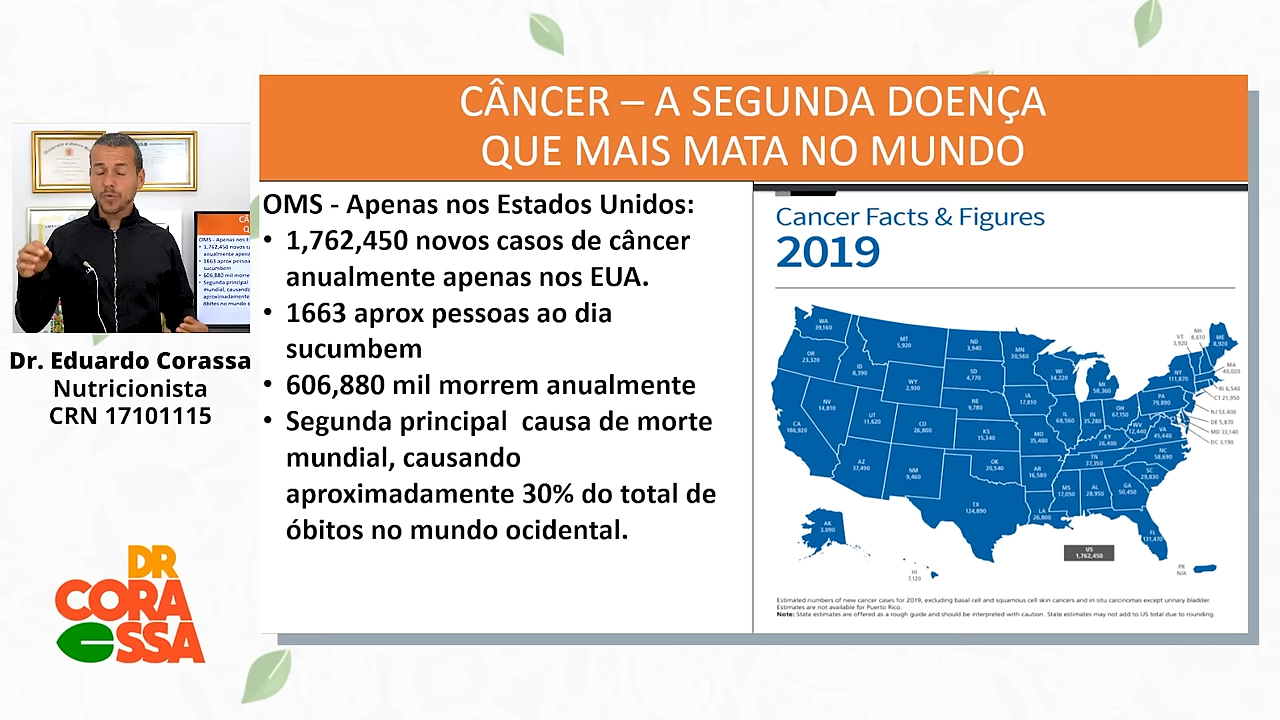 CÂNCER – A SEGUNDA DOENÇA
QUE MAIS MATA NO MUNDO
OMS - Apenas nos Estados Unidos:
• 1,762,450 novos casos de câncer
anualmente apenas nos EUA.
• 1663 aprox pessoas ao dia
sucumbem
• 606,880 mil morrem anualmente
• Segunda principal causa de morte
mundial, causando
aproximadamente 30% do total de
óbitos no mundo ocidental.
Dr. Eduardo Corassa
Nutricionista
CRN 17101115
DR
CORA
SSA
Cancer Facts & Figures
2019
WA
39,160
OR
23,320
CA
186,920
NV
14,810
ID
8,390
MT
5,920
WY
2,930
UT
11,620
AZ
37,490
CO
26,800
NM
9,460
ND
3,940
SD
4,770
NE
9,780
KS
15,340
OK
20,540
TX
124,890
MN
30,560
IA
17,810
MO
35,480
AR
16,580
LA
26,800
WI
34,220
IL
68,560
MI
58,360
IN
35,280
OH
67,150
KY
26,400
TN
37,350
MS
17,050
AL
28,950
GA
50,450
FL
131,470
SC
29,830
NC
58,690
VA
45,440
WV
12,440
PA
79,890
NY
111,870
VT
3,920
NH
8,610
ME
8,920
MA
40,020
RI 6,540
CT 21,950
NJ 53,400
DE 5,870
MD 33,140
DC 3,190
AK
3,090
HI
7,120
PR
N/A
US
1,762,450
Estimated numbers of new cancer cases for 2019, excluding basal cell and squamous cell skin cancers and in situ carcinomas except urinary bladder.
Estimates are not available for Puerto Rico.
Note: State estimates are offered as a rough guide and should be interpreted with caution. State estimates may not add to US total due to rounding.